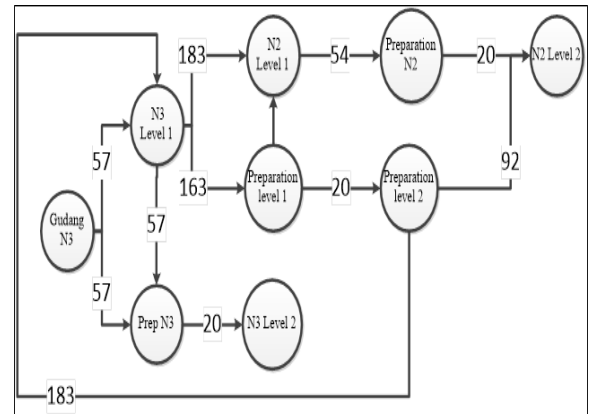 N2
Level 1
Preparation
N2
N2 Level 2
183
54
20
N3
Level 1
57
163
Preparation
level 1
20
Preparation
level 2
92
Gudang
N3
57
57
Prep N3
20
N3 Level 2
183